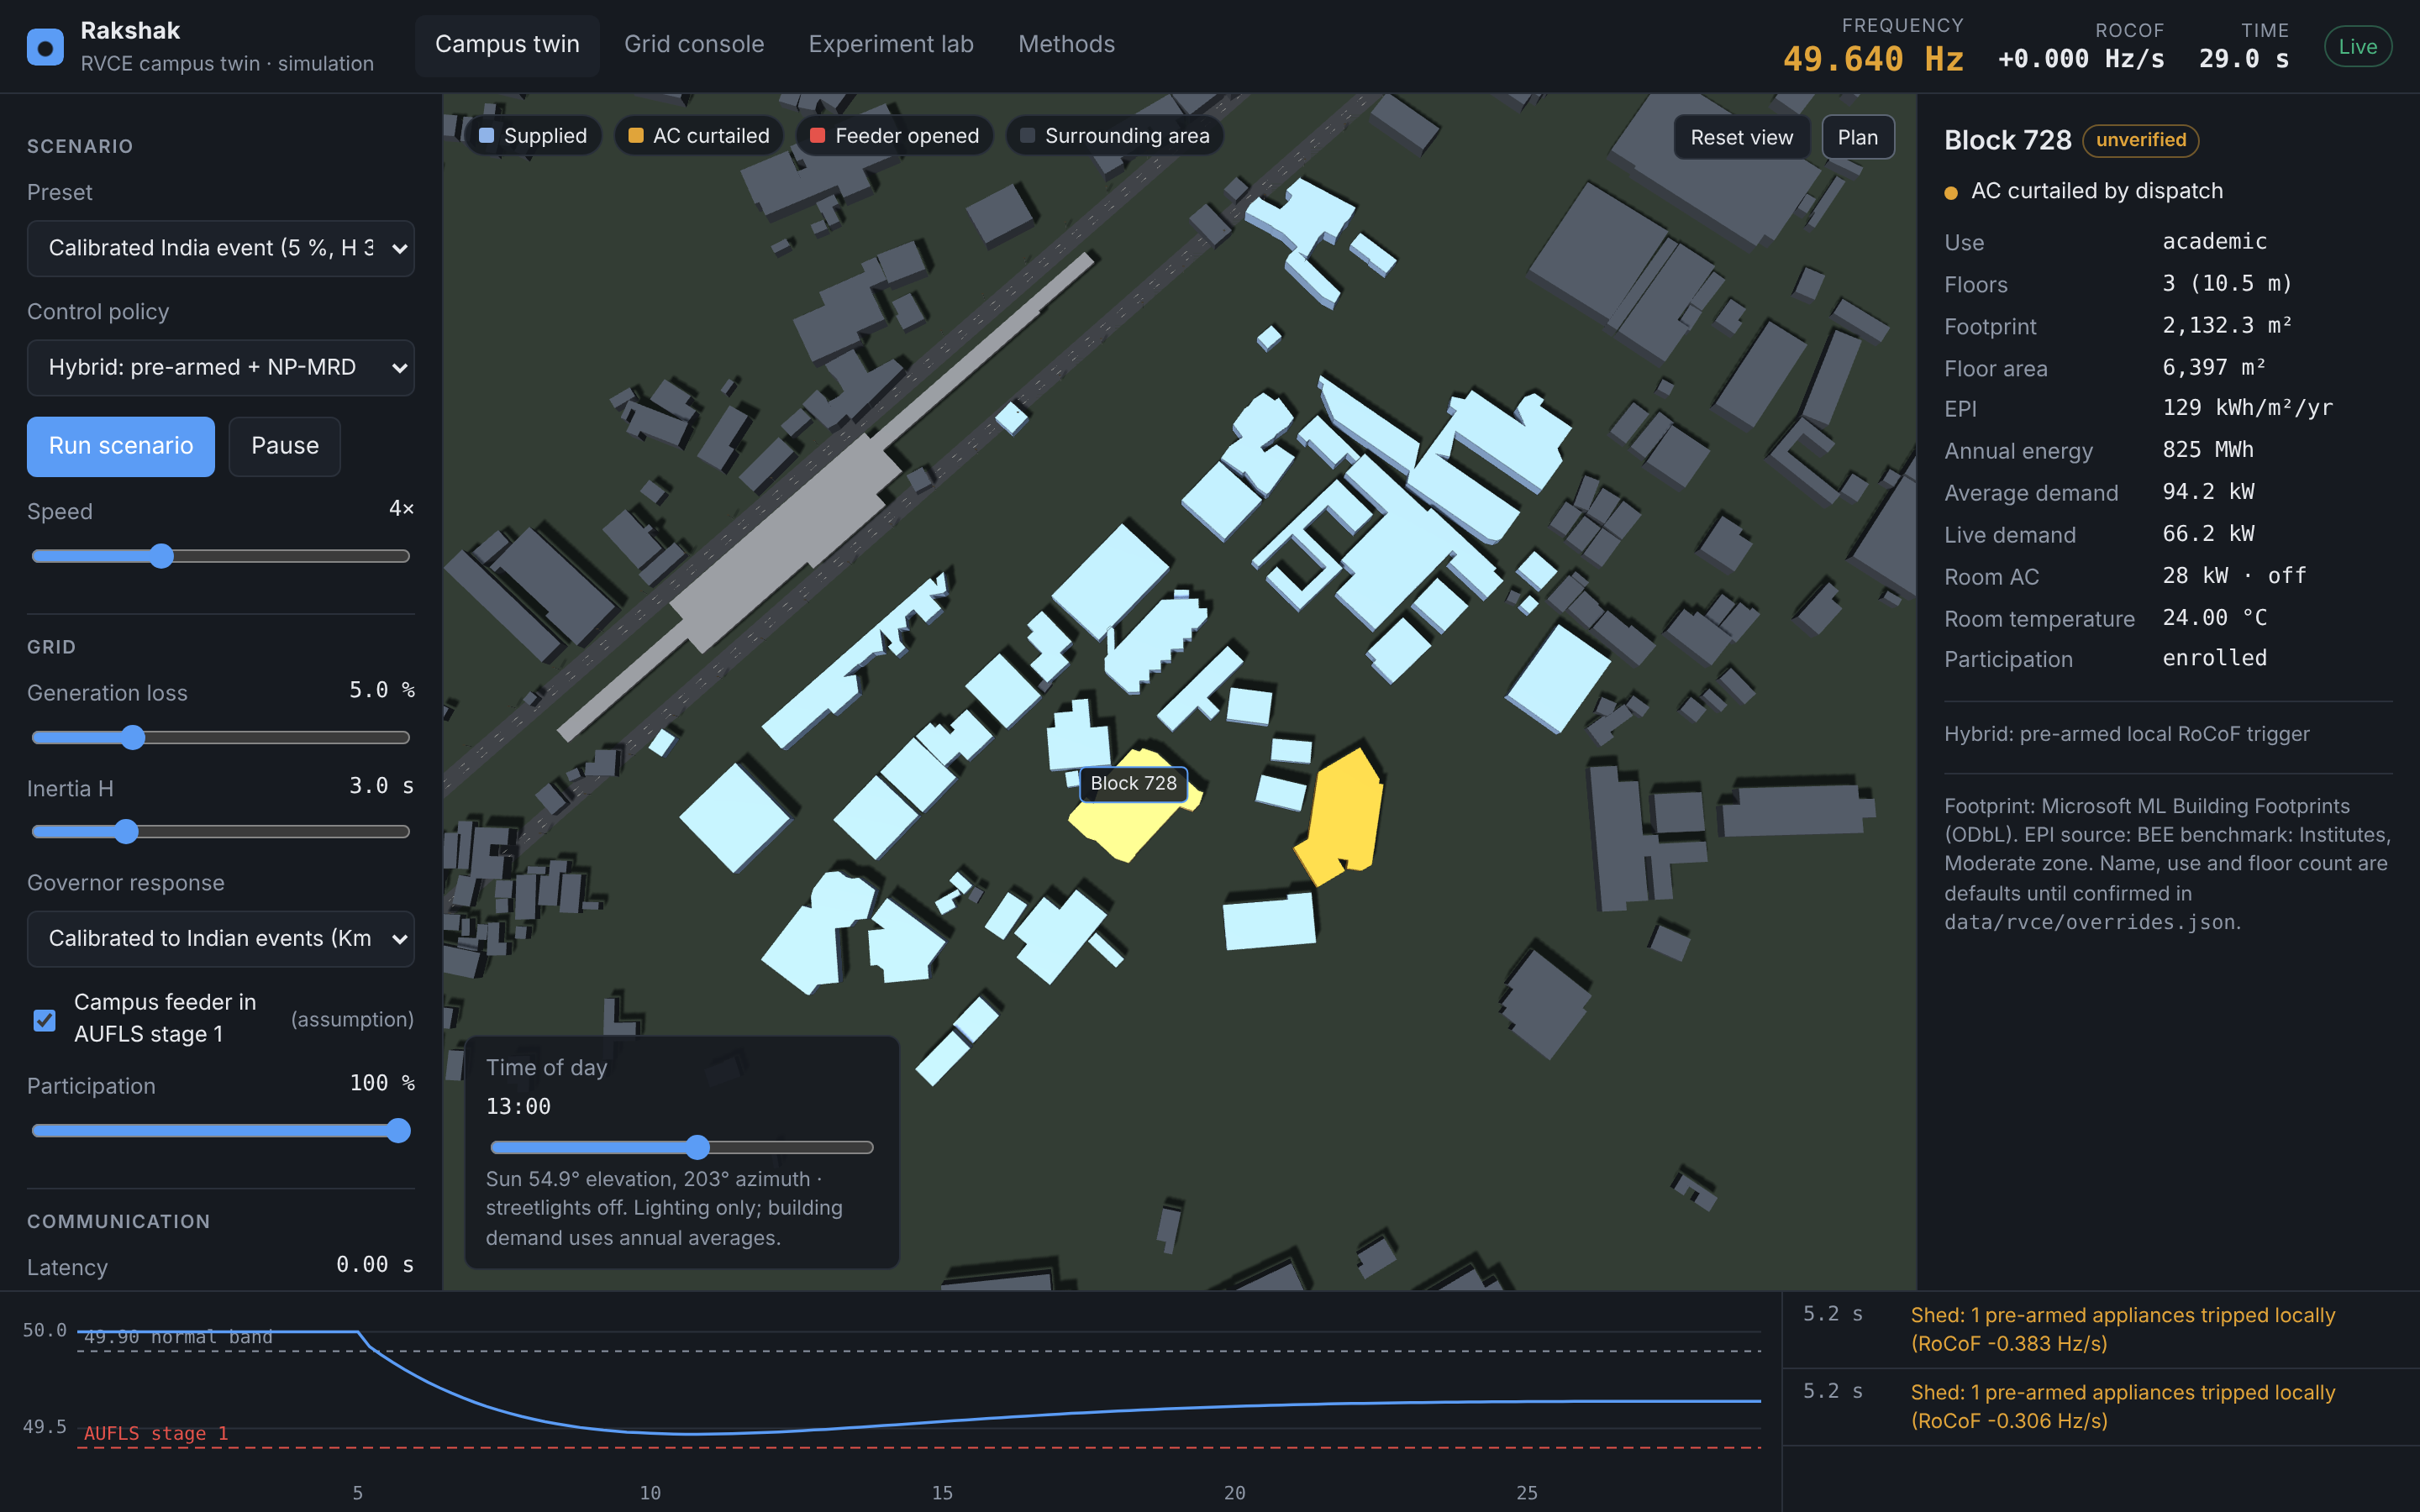 Rakshak
RVCE campus twin · simulation
Campus twin
Grid console
Experiment lab
Methods
FREQUENCY
49.640 Hz
ROCOF
+0.000 Hz/s
TIME
29.0 s
Live
SCENARIO
Preset
Calibrated India event (5 %, H 3
Control policy
Hybrid: pre-armed + NP-MRD
Run scenario
Pause
Speed
4×
GRID
Generation loss
5.0 %
Inertia H
3.0 s
Governor response
Calibrated to Indian events (Km
Campus feeder in
AUFLS stage 1
(assumption)
Participation
100 %
COMMUNICATION
Latency
0.00 s
Supplied
AC curtailed
Feeder opened
Surrounding area
Reset view
Plan
Block 728
Time of day
13:00
Sun 54.9° elevation, 203° azimuth ·
streetlights off. Lighting only; building
demand uses annual averages.
Block 728
unverified
AC curtailed by dispatch
Use
academic
Floors
3 (10.5 m)
Footprint
2,132.3 m²
Floor area
6,397 m²
EPI
129 kWh/m²/yr
Annual energy
825 MWh
Average demand
94.2 kW
Live demand
66.2 kW
Room AC
28 kW · off
Room temperature
24.00 °C
Participation
enrolled
Hybrid: pre-armed local RoCoF trigger
Footprint: Microsoft ML Building Footprints
(ODbL). EPI source: BEE benchmark: Institutes,
Moderate zone. Name, use and floor count are
defaults until confirmed in
data/rvce/overrides.json.
50.0
49.90 normal band
49.5
AUFLS stage 1
5
10
15
20
25
5.2 s
Shed: 1 pre-armed appliances tripped locally
(RoCoF -0.383 Hz/s)
5.2 s
Shed: 1 pre-armed appliances tripped locally
(RoCoF -0.306 Hz/s)